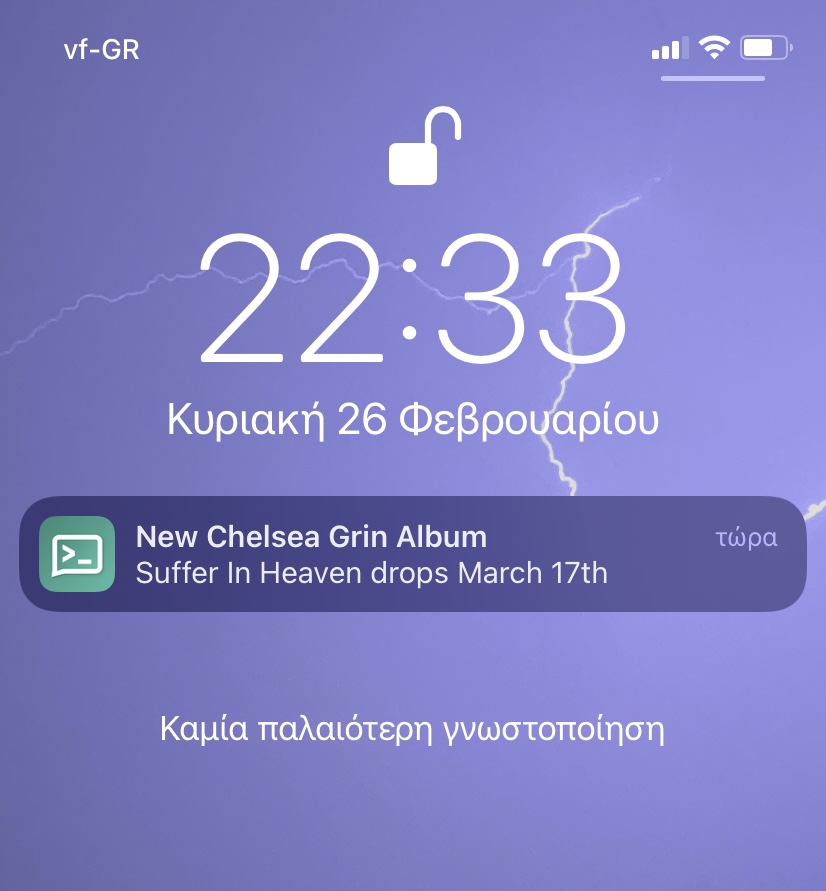 vf-GR
22:33
Κυριακή 26 Φεβρουαρίου
New Chelsea Grin Album
τώρα
Suffer In Heaven drops March 17th
Καμία παλαιότερη γνωστοποίηση